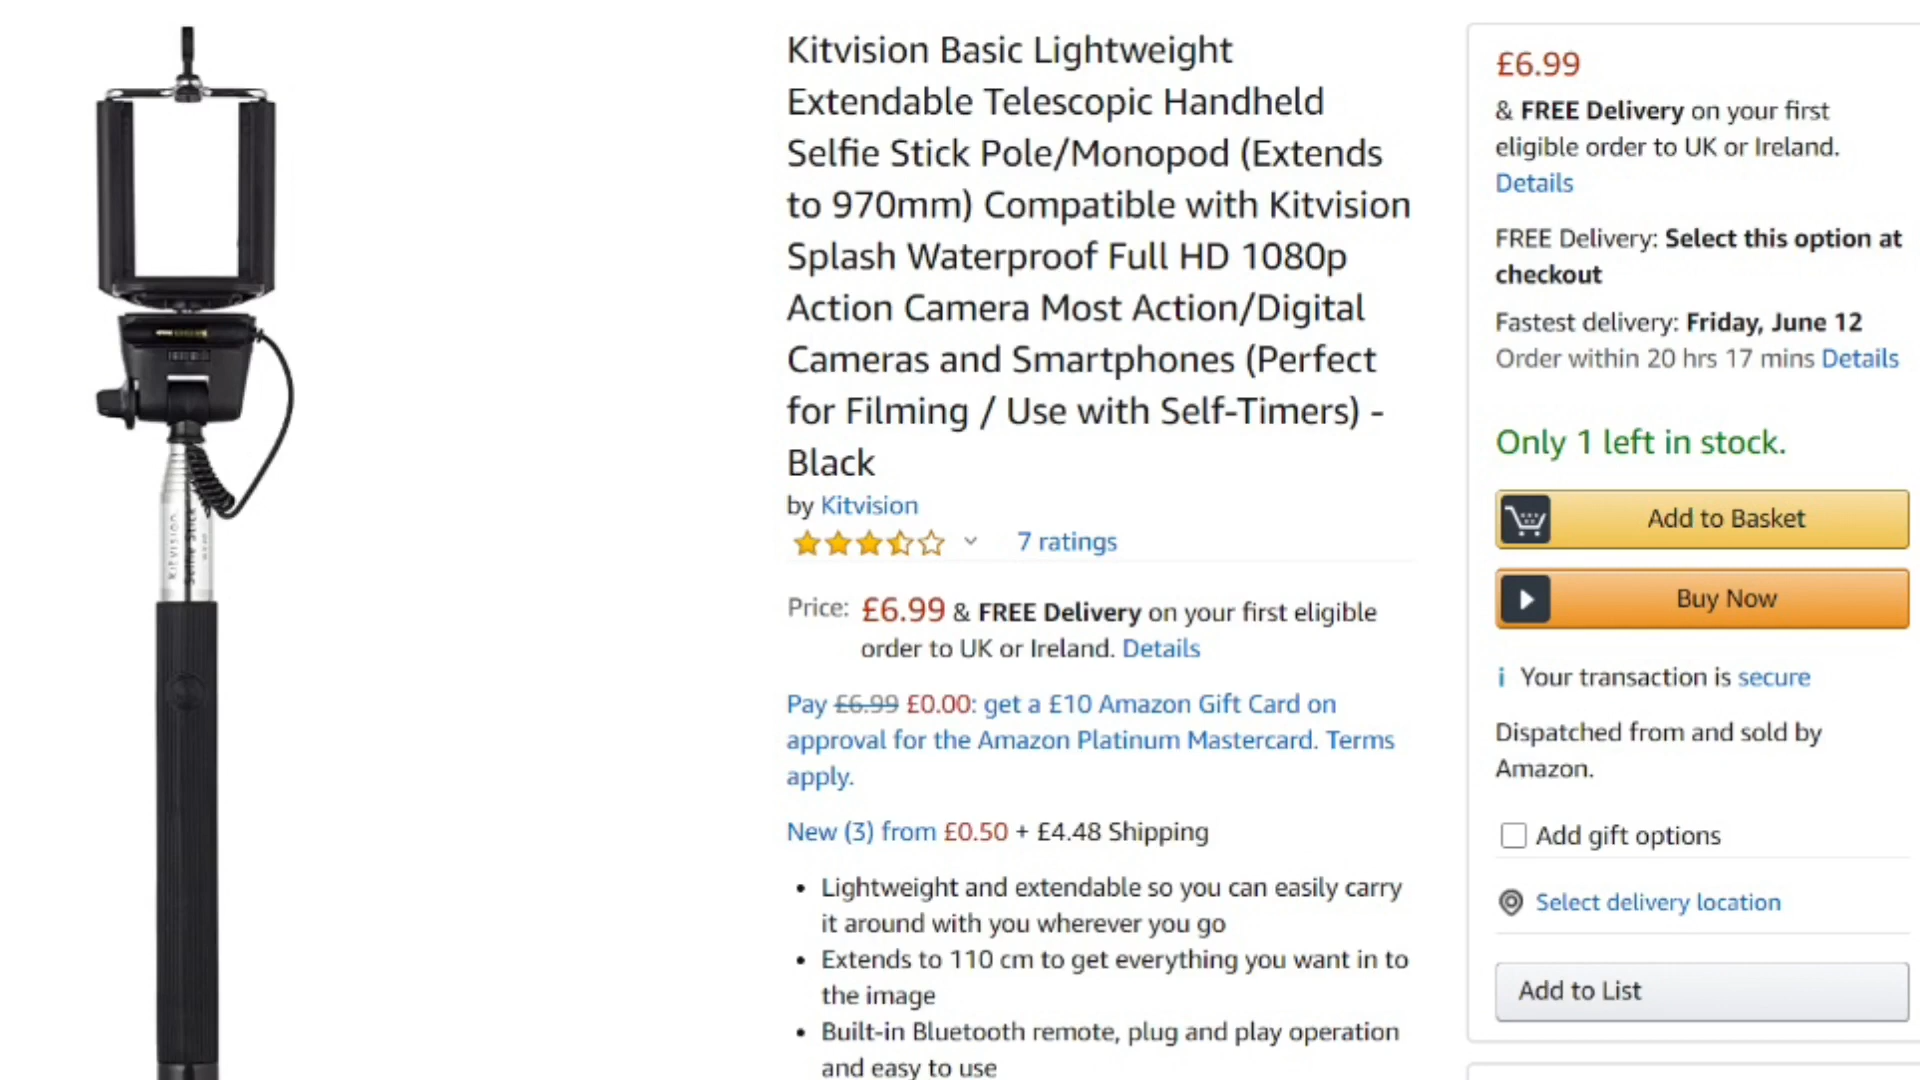 Kitvision Basic Lightweight
Extendable Telescopic Handheld
Selfie Stick Pole/Monopod (Extends
to 970mm) Compatible with Kitvision
Splash Waterproof Full HD 1080p
Action Camera Most Action/Digital
Cameras and Smartphones (Perfect
for Filming / Use with Self-Timers) -
Black
by Kitvision
7 ratings
Price: £6.99 & FREE Delivery on your first eligible
order to UK or Ireland. Details
Pay £6.99 £0.00: get a £10 Amazon Gift Card on
approval for the Amazon Platinum Mastercard. Terms
apply.
New (3) from £0.50 + £4.48 Shipping
• Lightweight and extendable so you can easily carry
it around with you wherever you go
• Extends to 110 cm to get everything you want in to
the image
• Built-in Bluetooth remote, plug and play operation
and easy to use
£6.99
& FREE Delivery on your first
eligible order to UK or Ireland.
Details
FREE Delivery: Select this option at
checkout
Fastest delivery: Friday, June 12
Order within 20 hrs 17 mins Details
Only 1 left in stock.
Add to Basket
Buy Now
i Your transaction is secure
Dispatched from and sold by
Amazon.
Add gift options
Select delivery location
Add to List
KITVISION
Selfie Stick